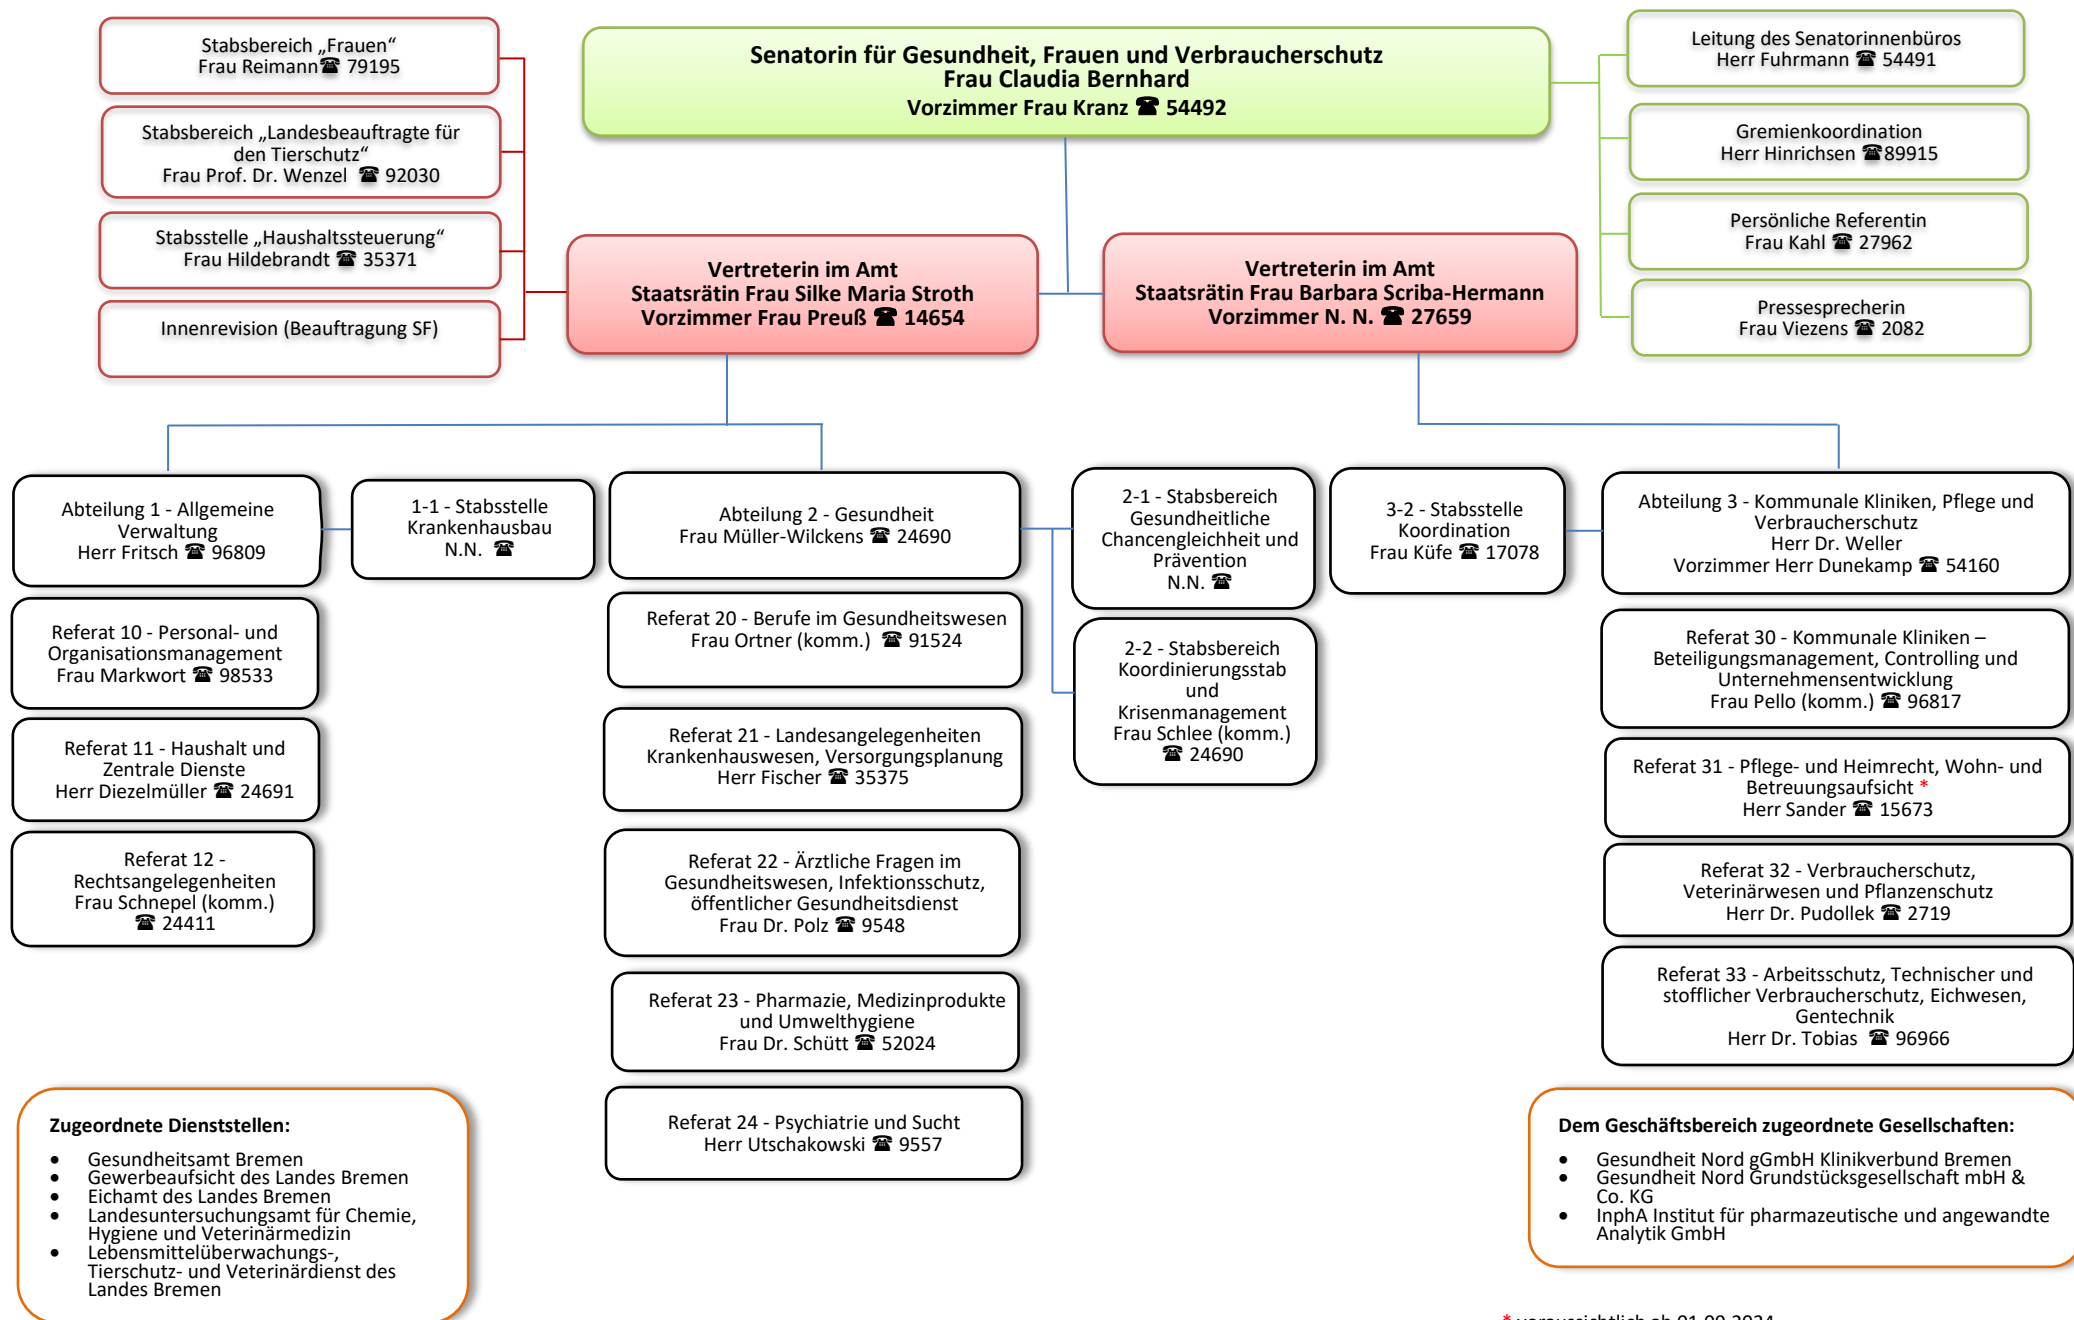 Stabsbereich „Frauen“
Frau Reimann☎ 79195
Stabsbereich „Landesbeauftragte für
den Tierschutz“
Frau Prof. Dr. Wenzel ☎ 92030
Stabsstelle „Haushaltssteuerung“
Frau Hildebrandt ☎ 35371
Innenrevision (Beauftragung SF)
Senatorin für Gesundheit, Frauen und Verbraucherschutz
Frau Claudia Bernhard
Vorzimmer Frau Kranz ☎ 54492
Leitung des Senatorinnenbüros
Herr Fuhrmann ☎ 54491
Gremienkoordination
Herr Hinrichsen ☎89915
Persönliche Referentin
Frau Kahl ☎ 27962
Pressesprecherin
Frau Viezens ☎ 2082
Vertreterin im Amt
Staatsrätin Frau Silke Maria Stroth
Vorzimmer Frau Preuß ☎ 14654
Vertreterin im Amt
Staatsrätin Frau Barbara Scriba-Hermann
Vorzimmer N. N. ☎ 27659
Abteilung 1 - Allgemeine
Verwaltung
Herr Fritsch ☎ 96809
1-1 - Stabsstelle
Krankenhausbau
N.N. ☎
Referat 10 - Personal- und
Organisationsmanagement
Frau Markwort ☎ 98533
Referat 11 - Haushalt und
Zentrale Dienste
Herr Diezelmüller ☎ 24691
Referat 12 -
Rechtsangelegenheiten
Frau Schnepel (komm.)
☎ 24411
Abteilung 2 - Gesundheit
Frau Müller-Wilckens ☎ 24690
2-1 - Stabsbereich
Gesundheitliche
Chancengleichheit und
Prävention
N.N. ☎
2-2 - Stabsbereich
Koordinierungsstab
und
Krisenmanagement
Frau Schlee (komm.)
☎ 24690
Referat 20 - Berufe im Gesundheitswesen
Frau Ortner (komm.) ☎ 91524
Referat 21 - Landesangelegenheiten
Krankenhauswesen, Versorgungsplanung
Herr Fischer ☎ 35375
Referat 22 - Ärztliche Fragen im
Gesundheitswesen, Infektionsschutz,
öffentlicher Gesundheitsdienst
Frau Dr. Polz ☎ 9548
Referat 23 - Pharmazie, Medizinprodukte
und Umwelthygiene
Frau Dr. Schütt ☎ 52024
Referat 24 - Psychiatrie und Sucht
Herr Utschakowski ☎ 9557
3-2 - Stabsstelle
Koordination
Frau Küfe ☎ 17078
Abteilung 3 - Kommunale Kliniken, Pflege und
Verbraucherschutz
Herr Dr. Weller
Vorzimmer Herr Dunekamp ☎ 54160
Referat 30 - Kommunale Kliniken –
Beteiligungsmanagement, Controlling und
Unternehmensentwicklung
Frau Pello (komm.) ☎ 96817
Referat 31 - Pflege- und Heimrecht, Wohn- und
Betreuungsaufsicht *
Herr Sander ☎ 15673
Referat 32 - Verbraucherschutz,
Veterinärwesen und Pflanzenschutz
Herr Dr. Pudollek ☎ 2719
Referat 33 - Arbeitsschutz, Technischer und
stofflicher Verbraucherschutz, Eichwesen,
Gentechnik
Herr Dr. Tobias ☎ 96966
Zugeordnete Dienststellen:
• Gesundheitsamt Bremen
• Gewerbeaufsicht des Landes Bremen
• Eichamt des Landes Bremen
• Landesuntersuchungsamt für Chemie,
Hygiene und Veterinärmedizin
• Lebensmittelüberwachungs-,
Tierschutz- und Veterinärdienst des
Landes Bremen
Dem Geschäftsbereich zugeordnete Gesellschaften:
• Gesundheit Nord gGmbH Klinikverbund Bremen
• Gesundheit Nord Grundstücksgesellschaft mbH &
Co. KG
• InphA Institut für pharmazeutische und angewandte
Analytik GmbH
* voraussichtlich ab 01.09.2024